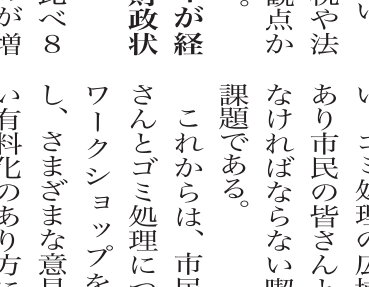 い
税や法
観点か
。
が経
財政状
比べ８
が増
い、ゴミ処理の広域
あり市民の皆さんと
なければならない喫
課題である。
これからは、市民
さんとゴミ処理につ
ワークショップを
し、さまざまな意見
い有料化のあり方に